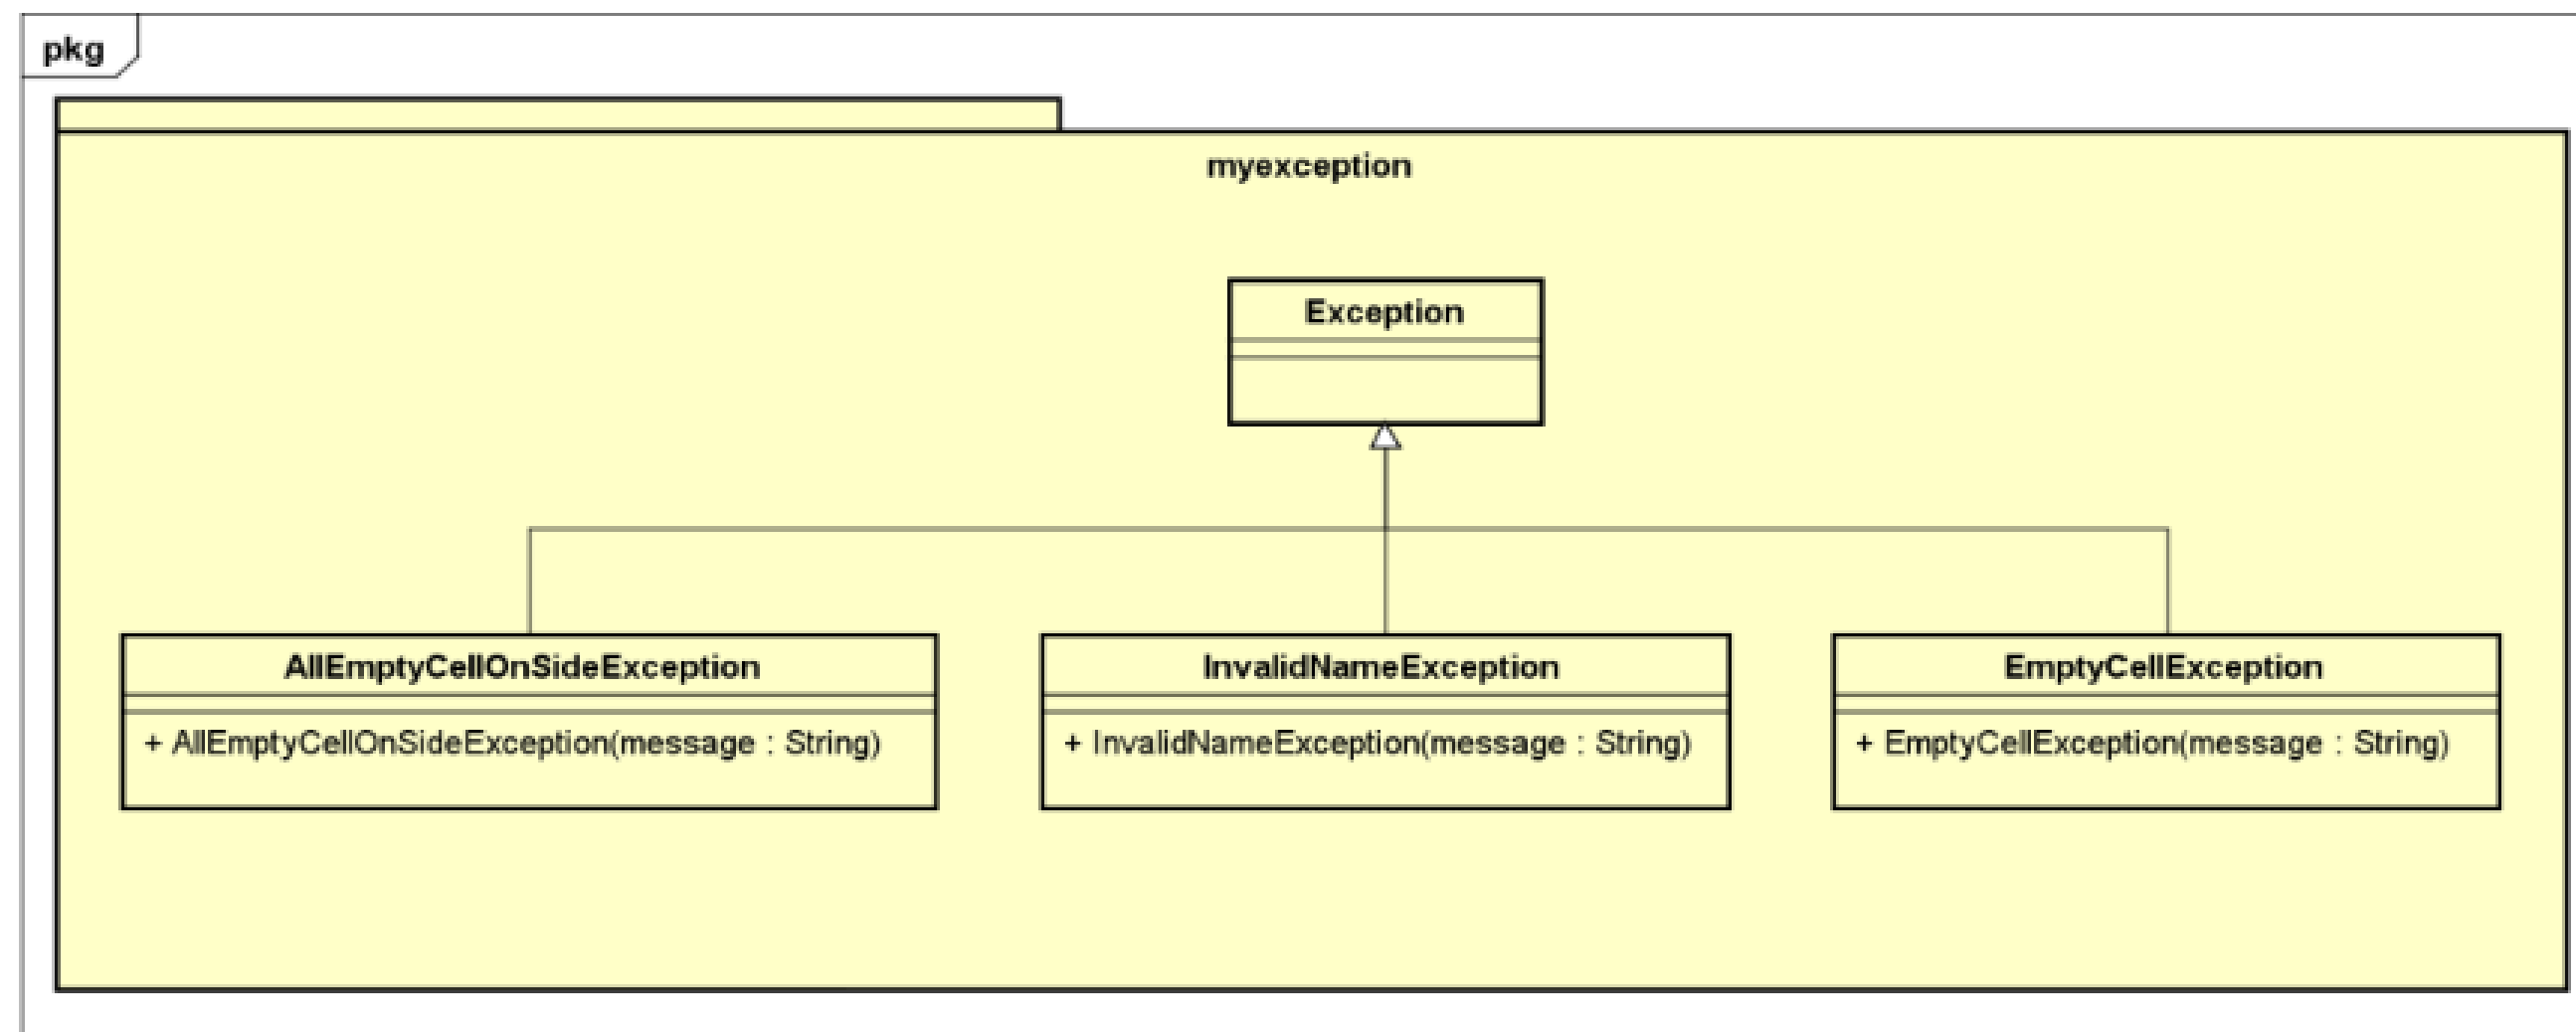 pkg
myexception
Exception
AllEmptyCellOnSideException
+ AllEmptyCellOnSideException(message : String)
InvalidNameException
+ InvalidNameException(message : String)
EmptyCellException
+ EmptyCellException(message : String)